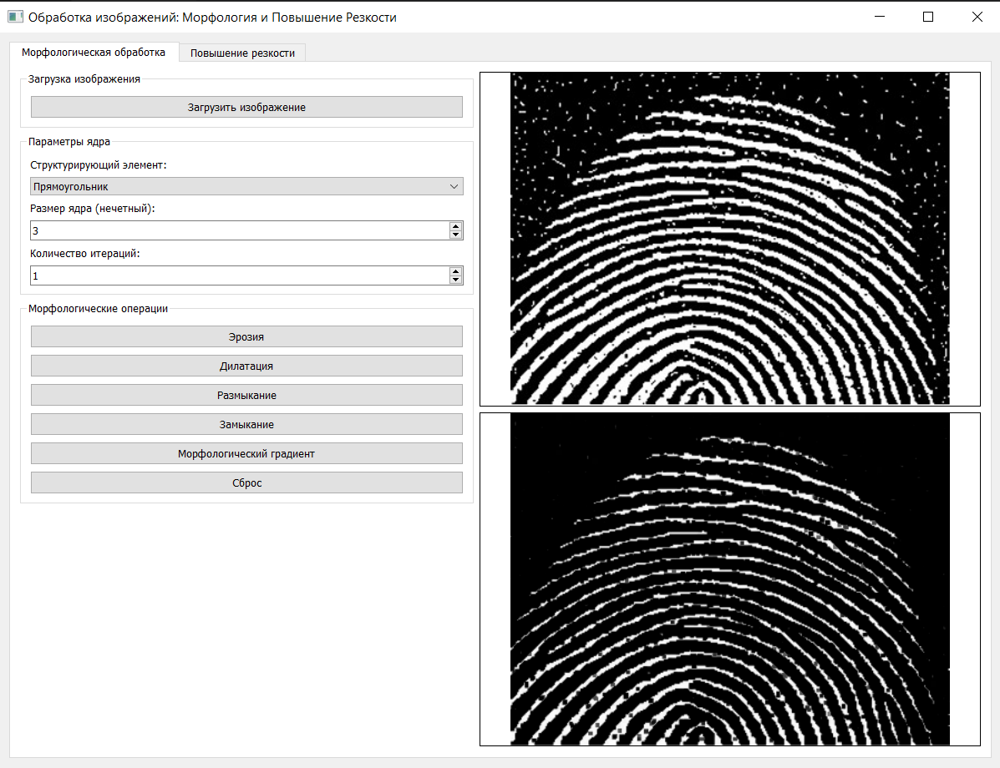 Обработка изображений: Морфология и Повышение Резкости
Морфологическая обработка
Повышение резкости
Загрузка изображения
Загрузить изображение
Параметры ядра
Структурирующий элемент:
Прямоугольник
Размер ядра (нечетный):
3
Количество итераций:
1
Морфологические операции
Эрозия
Дилатация
Размыкание
Замыкание
Морфологический градиент
Сброс